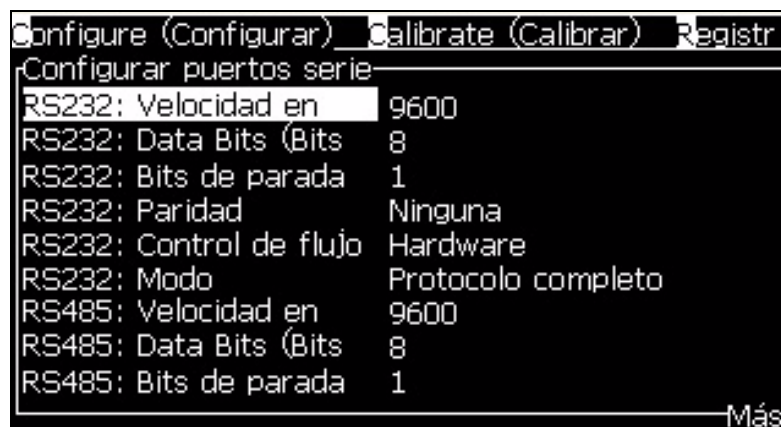 Configure (Configurar) Calibrate (Calibrar) Registr
Configurar puertos serie
RS232: Velocidad en 9600
RS232: Data Bits (Bits 8
RS232: Bits de parada 1
RS232: Paridad Ninguna
RS232: Control de flujo Hardware
RS232: Modo Protocolo completo
RS485: Velocidad en 9600
RS485: Data Bits (Bits 8
RS485: Bits de parada 1
Más